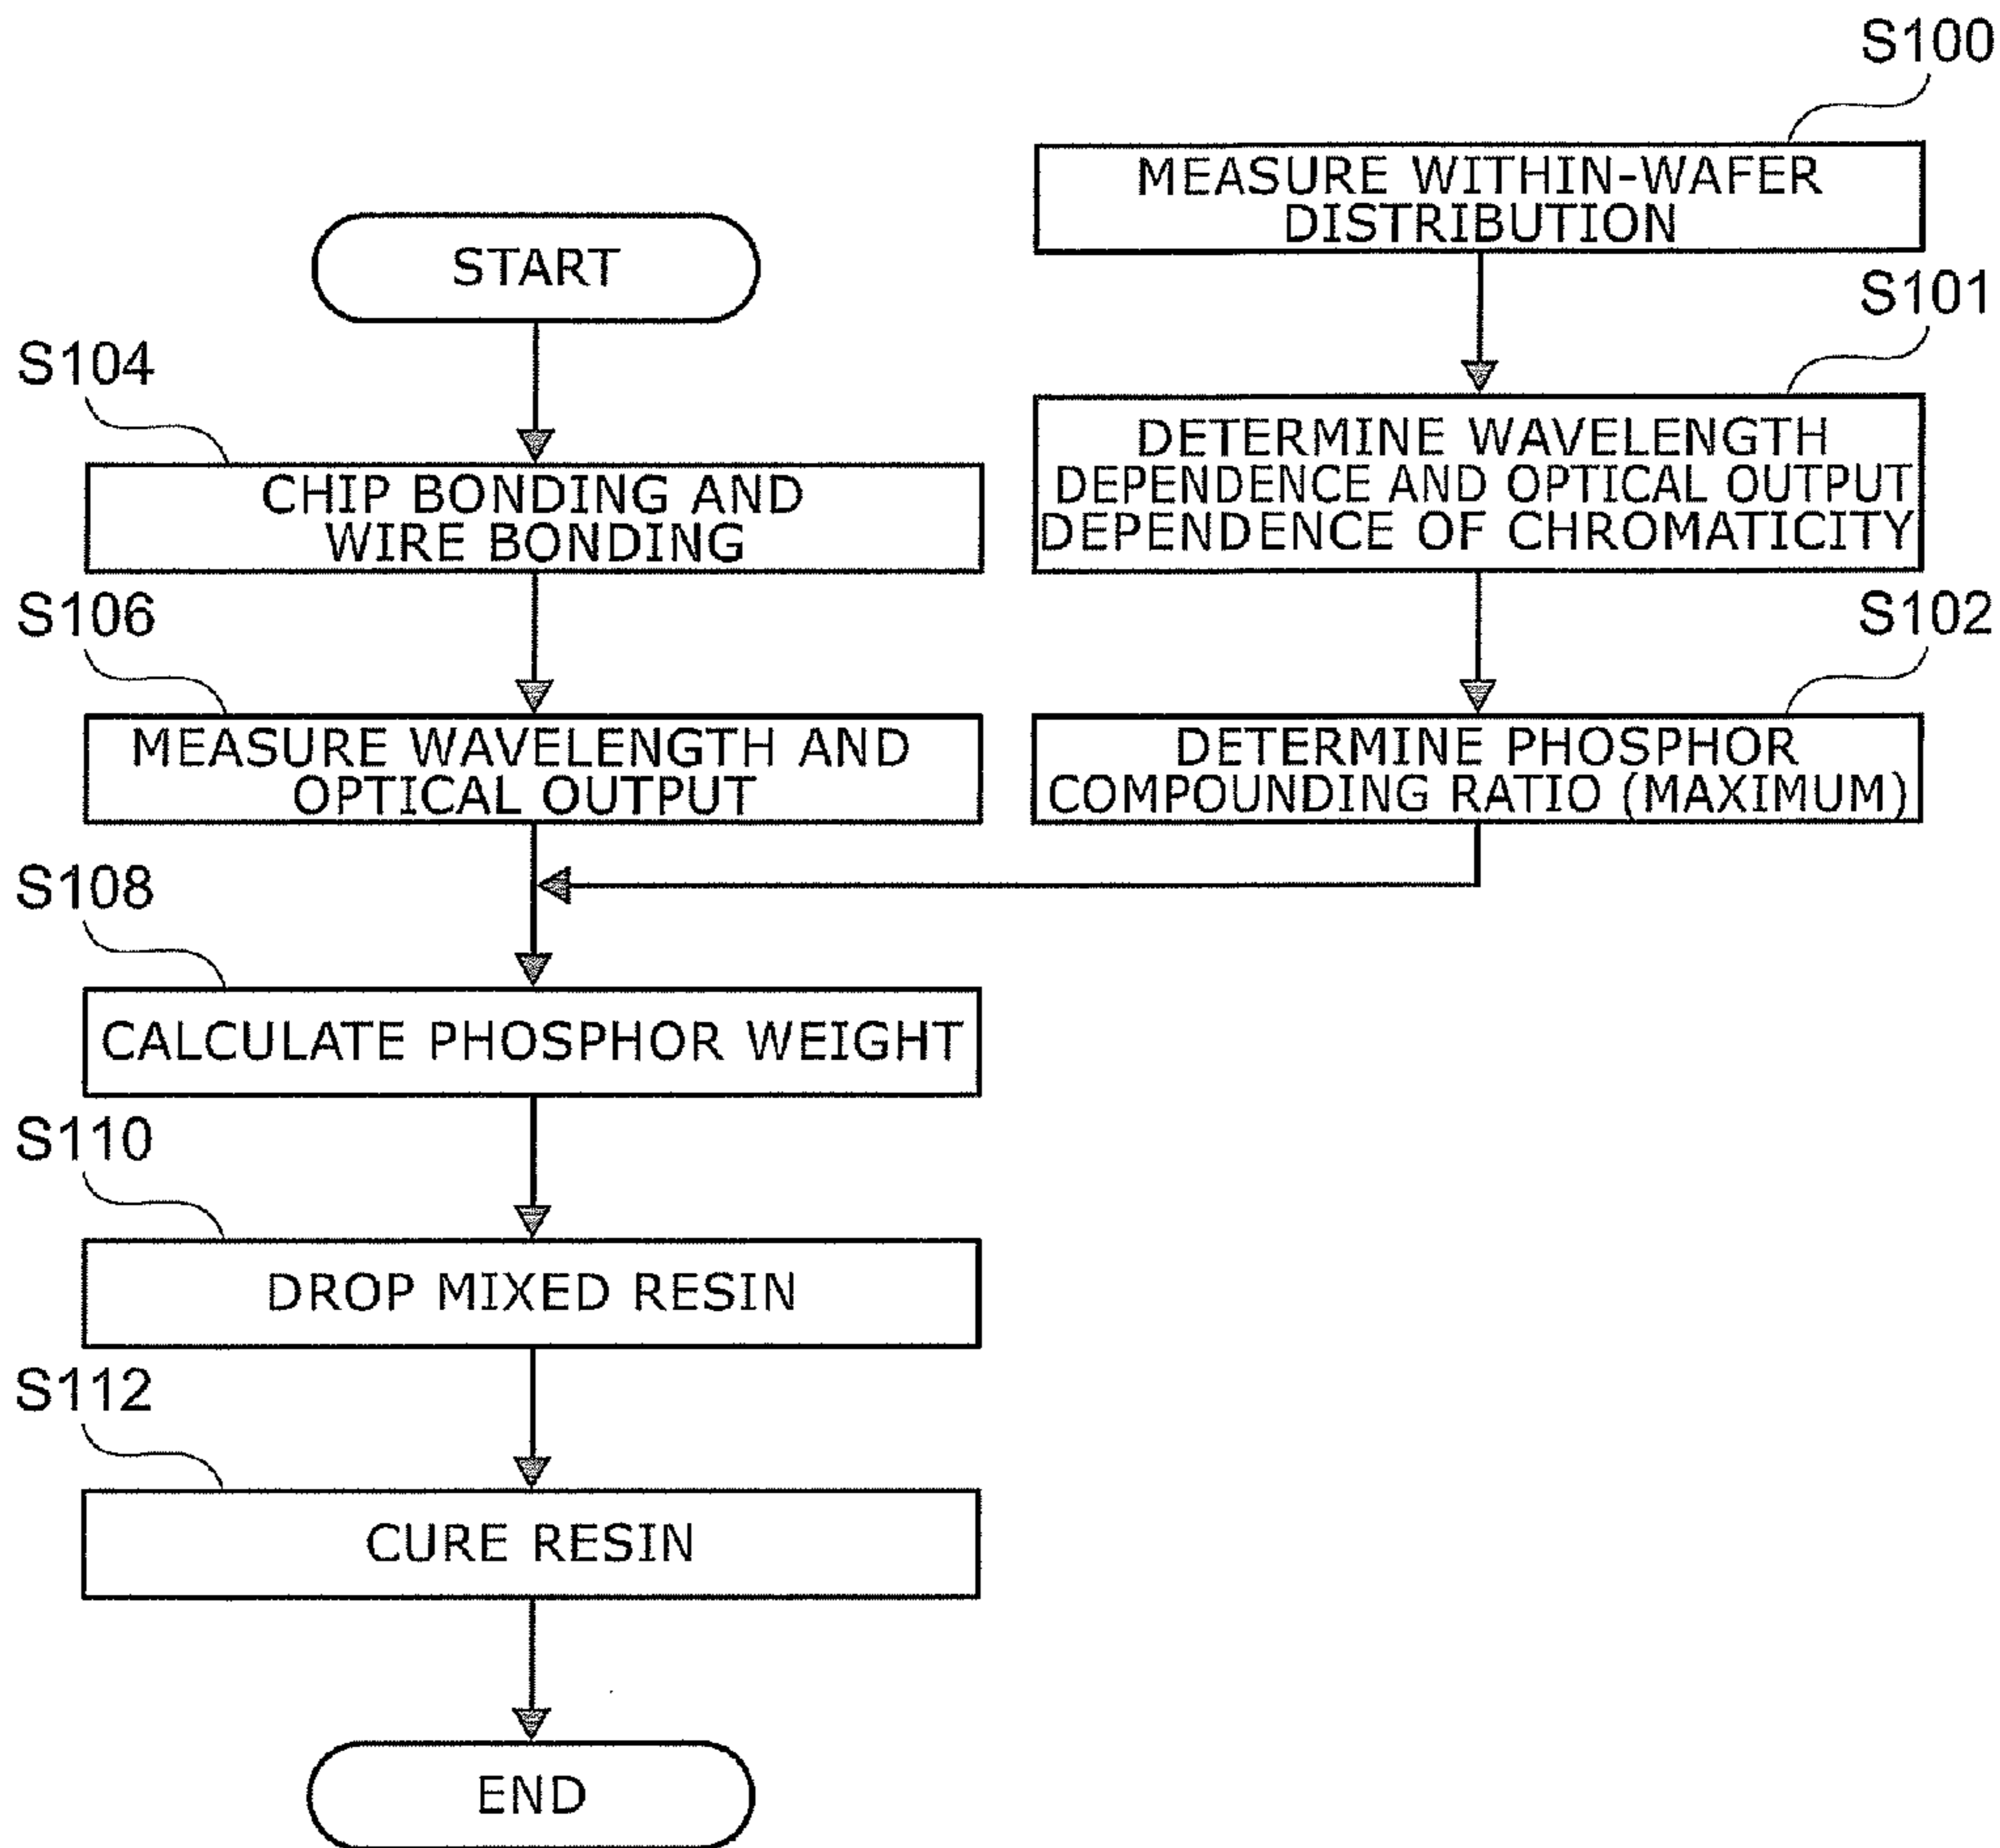 S100
MEASURE WITHIN-WAFER
DISTRIBUTION
START
S101
DETERMINE WAVELENGTH
DEPENDENCE AND OPTICAL OUTPUT
DEPENDENCE OF CHROMATICITY
S104
CHIP BONDING AND
WIRE BONDING
S102
DETERMINE PHOSPHOR
COMPOUNDING RATIO (MAXIMUM)
S106
MEASURE WAVELENGTH AND
OPTICAL OUTPUT
S108
CALCULATE PHOSPHOR WEIGHT
S110
DROP MIXED RESIN
S112
CURE RESIN
END